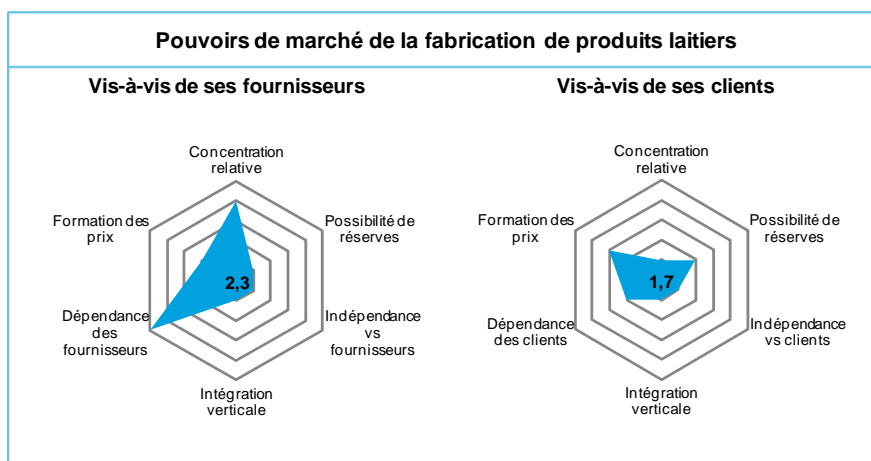 Pouvoirs de marché de la fabrication de produits laitiers
Vis-à-vis de ses fournisseurs
Concentration
relative
Formation des
prix
Possibilité de
réserves
2,3
Dépendance
des
fournisseurs
Indépendance
vs
fournisseurs
Intégration
verticale
Vis-à-vis de ses clients
Concentration
relative
Formation des
prix
Possibilité de
réserves
1,7
Dépendance
des clients
Indépendance
vs clients
Intégration
verticale